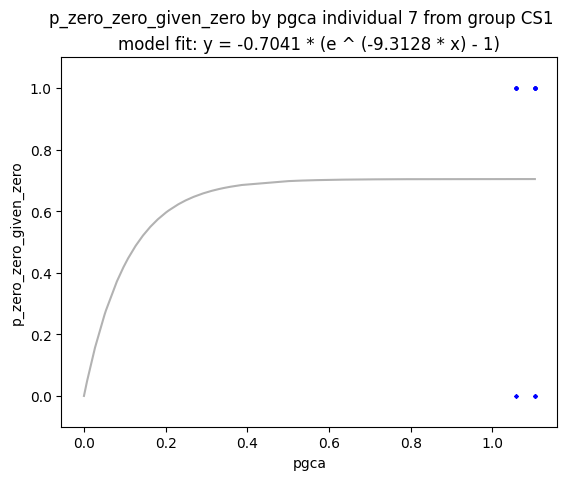 p_zero_zero_given_zero by pgca individual 7 from group CS1
model fit: y = -0.7041 * (e ^ (-9.3128 * x) - 1)
1.0
0.8
0.6
0.4
0.2
0.0
p_zero_zero_given_zero
0.0 0.2 0.4 0.6 0.8 1.0
pgca